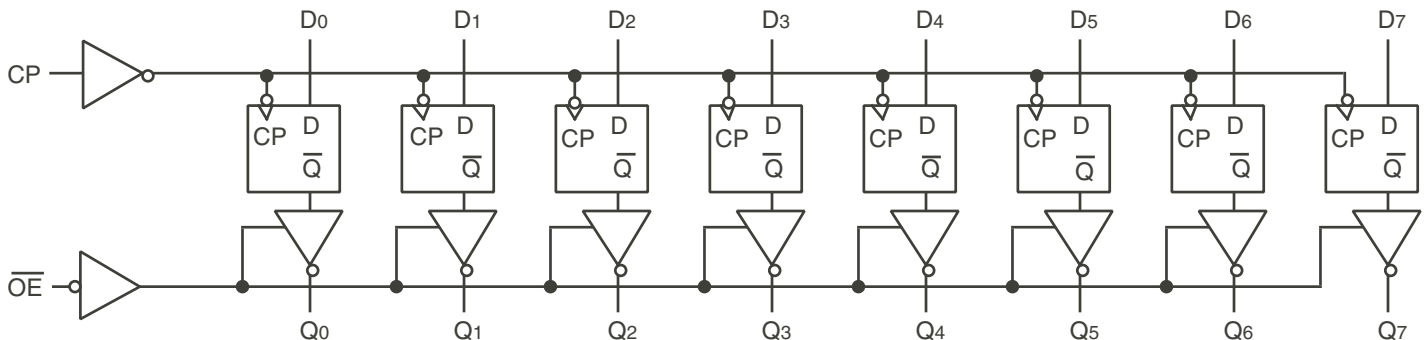 D0 D1 D2 D3 D4 D5 D6 D7
CP
CP D CP D CP D CP D CP D CP D CP D CP D
Q̅ Q̅ Q̅ Q̅ Q̅ Q̅ Q̅ Q̅
O̅E̅
Q0 Q1 Q2 Q3 Q4 Q5 Q6 Q7